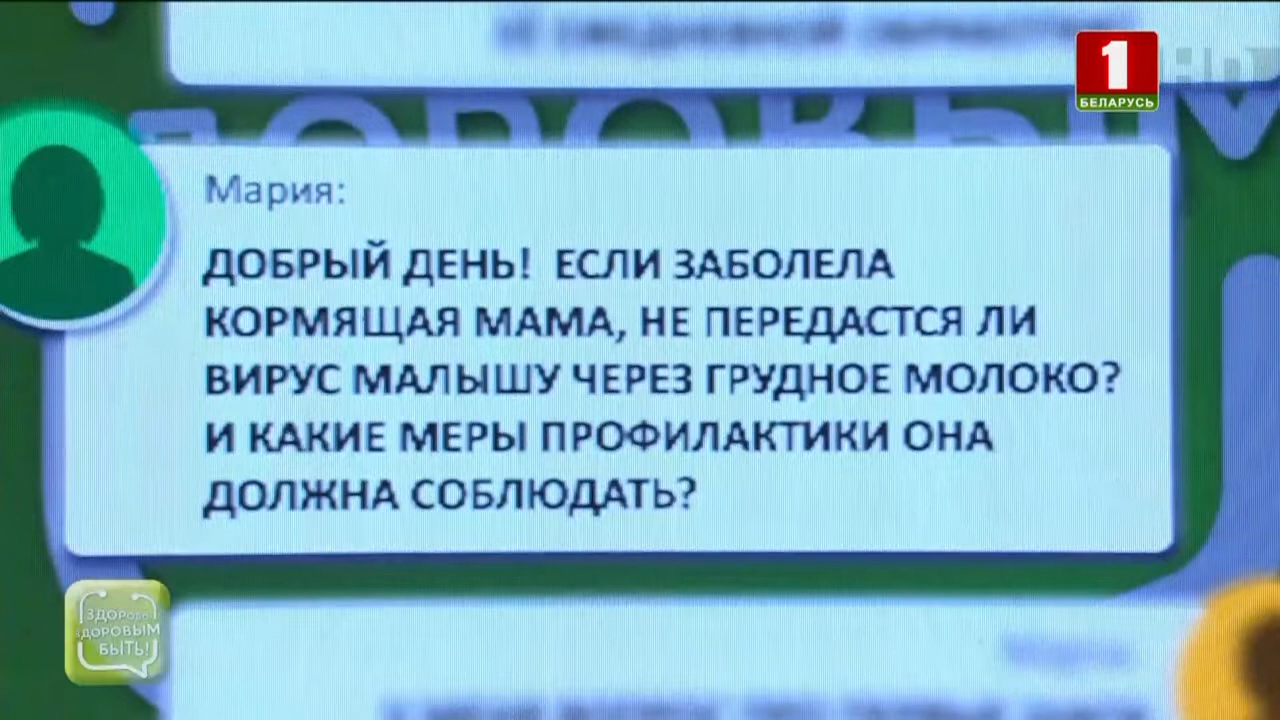 1
БЕЛАРУСЬ
Мария:
ДОБРЫЙ ДЕНЬ! ЕСЛИ ЗАБОЛЕЛА
КОРМЯЩАЯ МАМА, НЕ ПЕРЕДАСТСЯ ЛИ
ВИРУС МАЛЫШУ ЧЕРЕЗ ГРУДНОЕ МОЛОКО?
И КАКИЕ МЕРЫ ПРОФИЛАКТИКИ ОНА
ДОЛЖНА СОБЛЮДАТЬ?
ЗДОРОВО
ЗДОРОВЫМ
БЫТЬ!